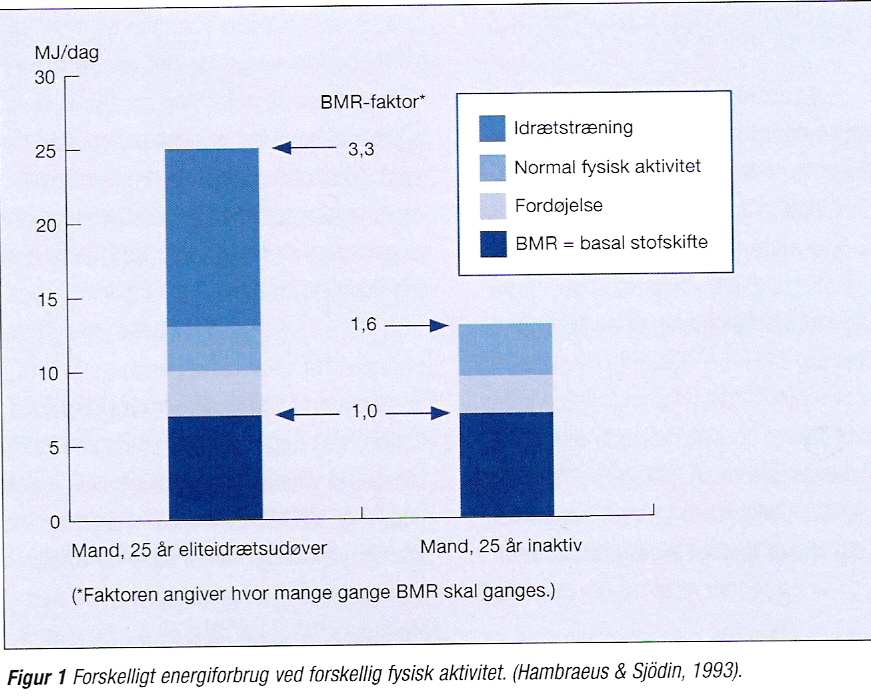 MJ/dag
30
25
20
15
10
5
0
BMR-faktor*
3,3
1,6
1,0
Idrætstræning
Normal fysisk aktivitet
Fordøjelse
BMR = basal stofskifte
Mand, 25 år eliteidrætsudøver
Mand, 25 år inaktiv
(*Faktoren angiver hvor mange gange BMR skal ganges.)
Figur 1 Forskelligt energiforbrug ved forskellig fysisk aktivitet. (Hambraeus & Sjödin, 1993).